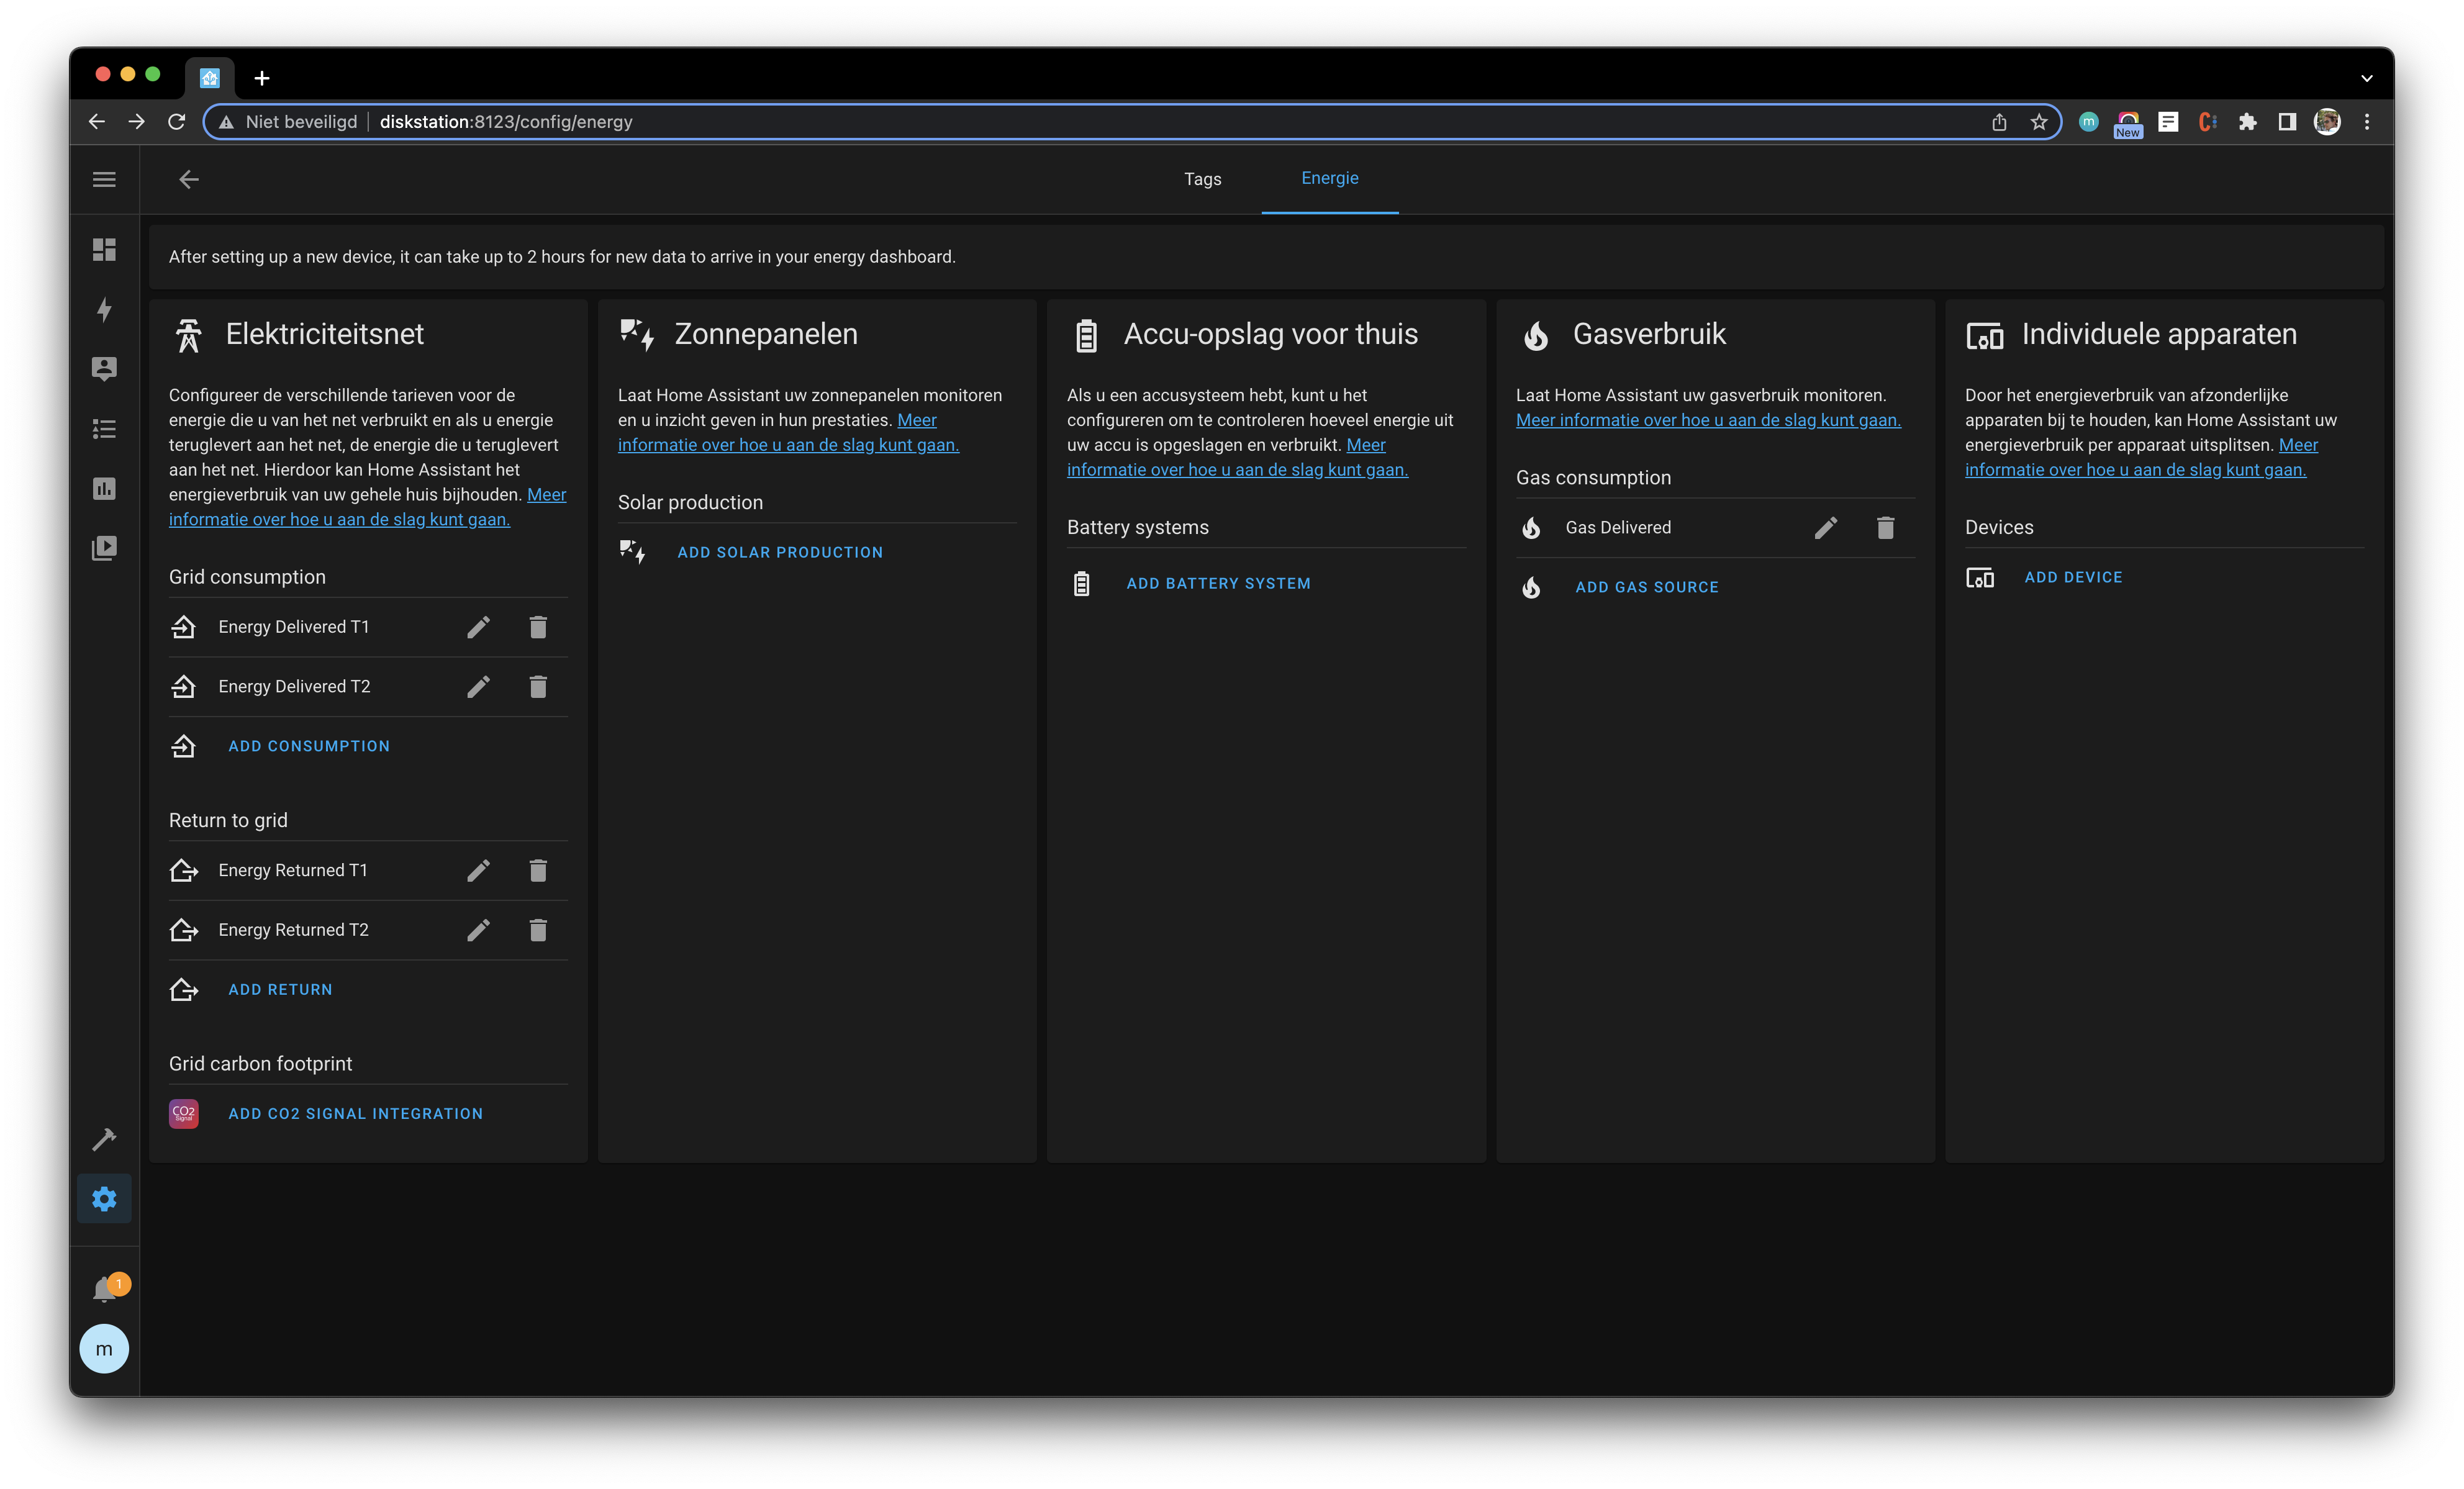 Niet beveiligd
diskstation:8123/config/energy
m
New
Tags
Energie
After setting up a new device, it can take up to 2 hours for new data to arrive in your energy dashboard.
Elektriciteitsnet
Configureer de verschillende tarieven voor de
energie die u van het net verbruikt en als u energie
teruglevert aan het net, de energie die u teruglevert
aan het net. Hierdoor kan Home Assistant het
energieverbruik van uw gehele huis bijhouden. Meer
informatie over hoe u aan de slag kunt gaan.
Grid consumption
Energy Delivered T1
Energy Delivered T2
ADD CONSUMPTION
Return to grid
Energy Returned T1
Energy Returned T2
ADD RETURN
Grid carbon footprint
CO2
Signal
ADD CO2 SIGNAL INTEGRATION
Zonnepanelen
Laat Home Assistant uw zonnepanelen monitoren
en u inzicht geven in hun prestaties. Meer
informatie over hoe u aan de slag kunt gaan.
Solar production
ADD SOLAR PRODUCTION
Accu-opslag voor thuis
Als u een accusysteem hebt, kunt u het
configureren om te controleren hoeveel energie uit
uw accu is opgeslagen en verbruikt. Meer
informatie over hoe u aan de slag kunt gaan.
Battery systems
ADD BATTERY SYSTEM
Gasverbruik
Laat Home Assistant uw gasverbruik monitoren.
Meer informatie over hoe u aan de slag kunt gaan.
Gas consumption
Gas Delivered
ADD GAS SOURCE
Individuele apparaten
Door het energieverbruik van afzonderlijke
apparaten bij te houden, kan Home Assistant uw
energieverbruik per apparaat uitsplitsen. Meer
informatie over hoe u aan de slag kunt gaan.
Devices
ADD DEVICE
1
m